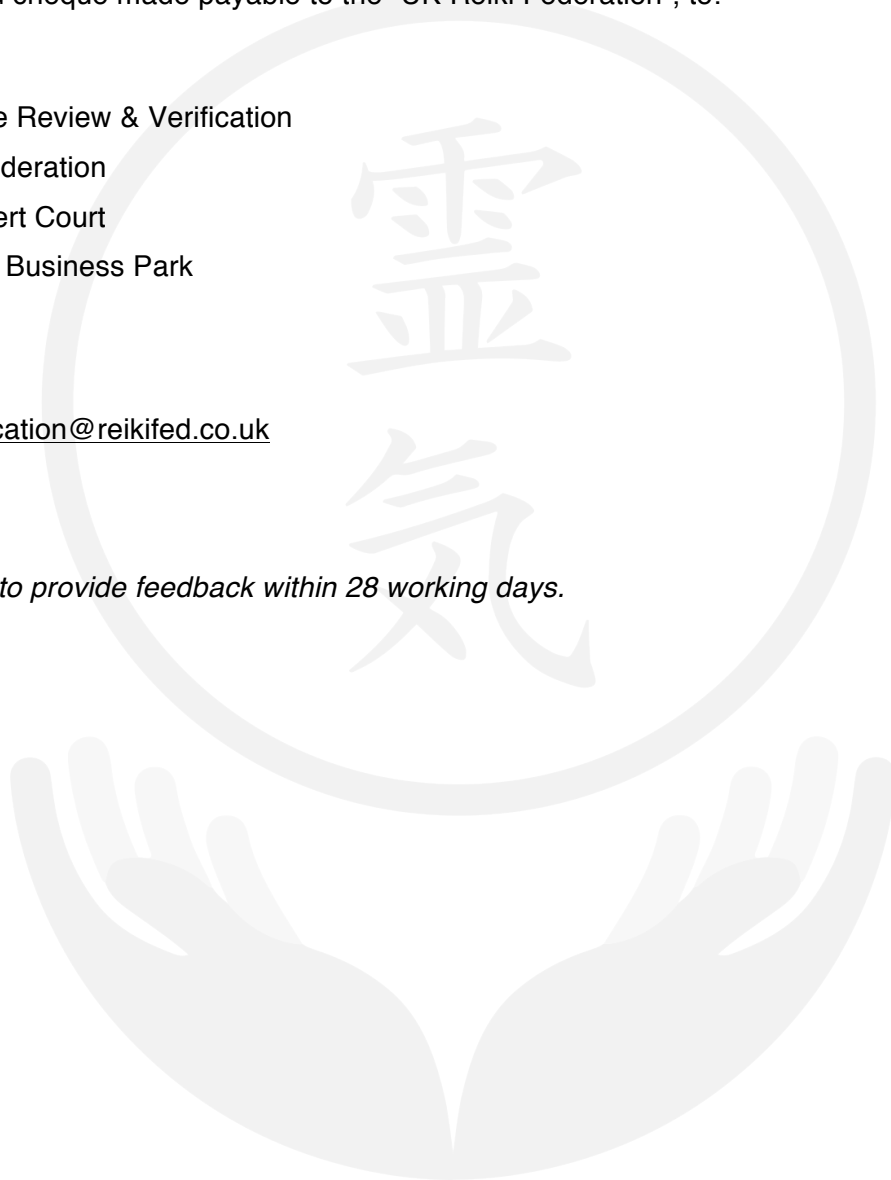 cheque made payable to the "UK Reiki Federation", to:
e Review & Verification
deration
ert Court
Business Park
cation@reikifed.co.uk
to provide feedback within 28 working days.
霊
気